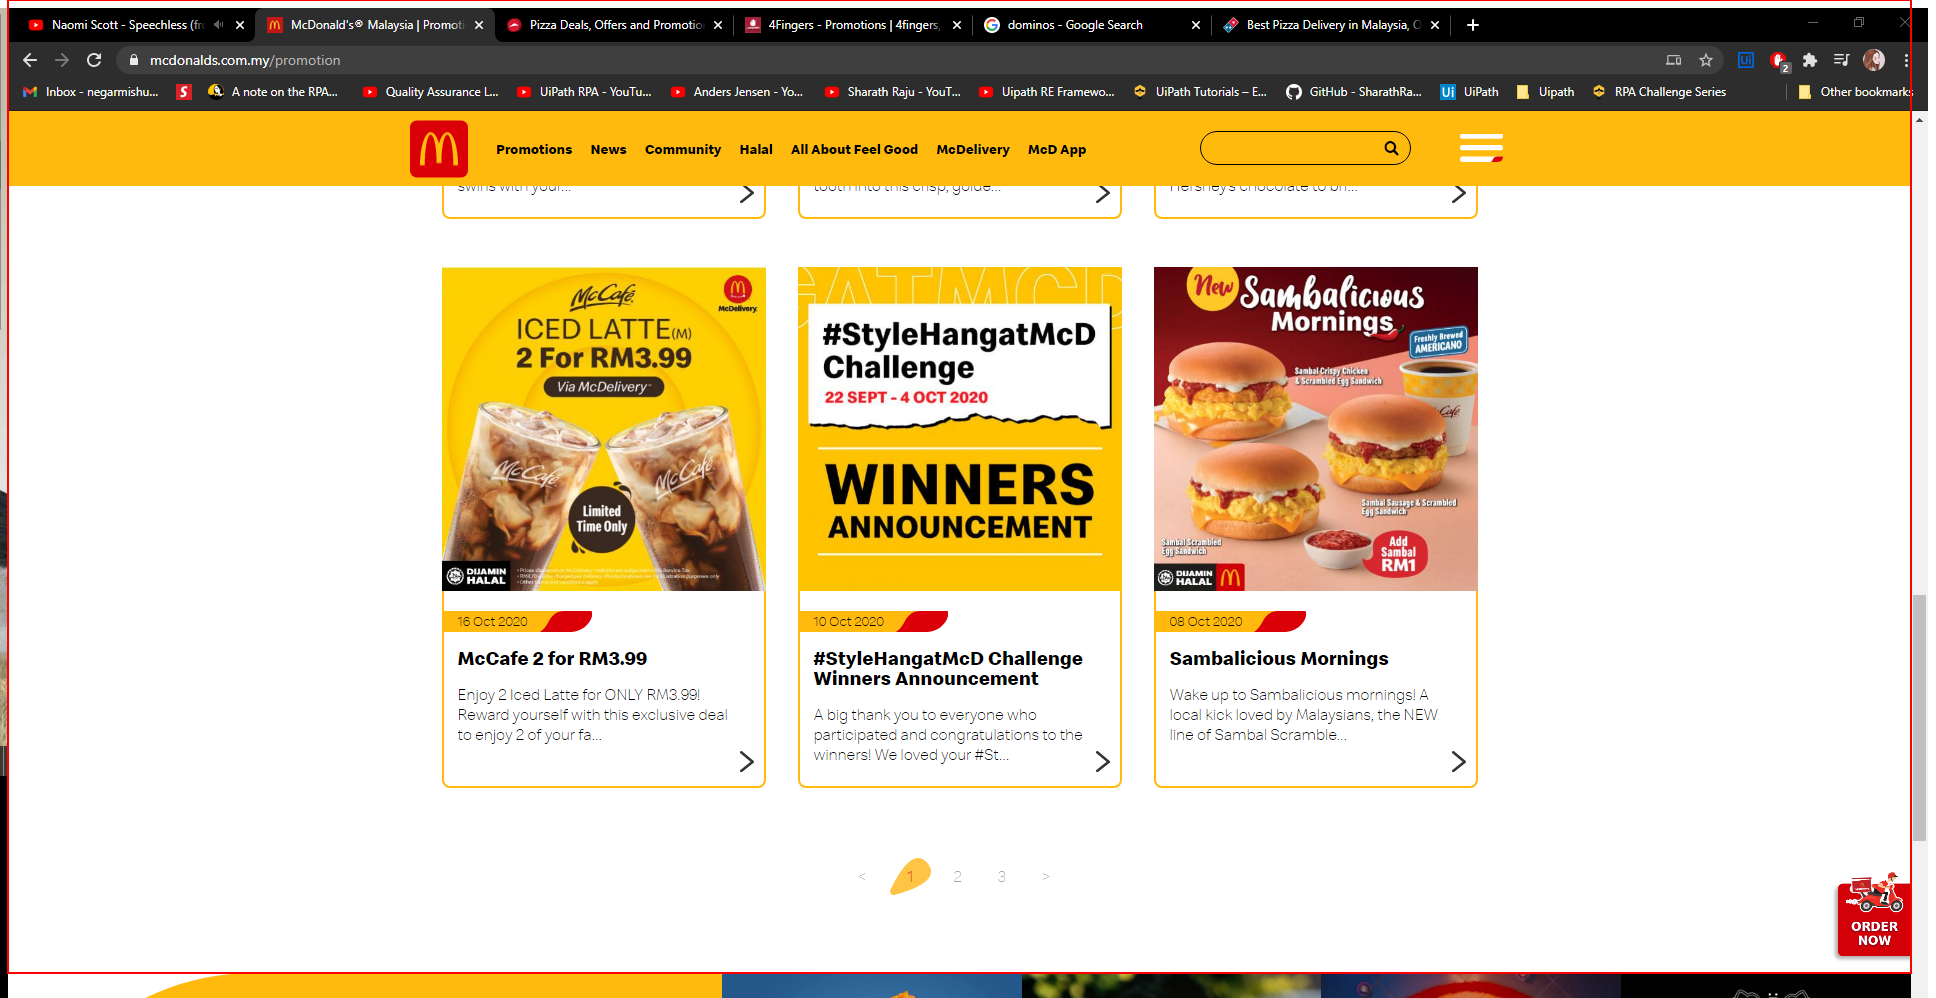 Naomi Scott - Speechless (fro
McDonald's® Malaysia | Promoti
Pizza Deals, Offers and Promotio
4Fingers - Promotions | 4fingers,
dominos - Google Search
Best Pizza Delivery in Malaysia, O
mcdonalds.com.my/promotion
2
Inbox - negarmishu...
A note on the RPA...
Quality Assurance L...
UiPath RPA - YouTu...
Anders Jensen - Yo...
Sharath Raju - YouT...
Uipath RE Framewo...
UiPath Tutorials – E...
GitHub - SharathRa...
Ui UiPath
Uipath
RPA Challenge Series
Other bookmarks
Promotions
News
Community
Halal
All About Feel Good
McDelivery
McD App
swins with your...
tooth into this crisp, golde...
Hershey's chocolate to bri...
McCafé
McDelivery
ICED LATTE(M)
2 For RM3.99
Via McDelivery™
McCafé
McCafé
Limited
Time Only
DIJAMIN
HALAL
16 Oct 2020
McCafe 2 for RM3.99
Enjoy 2 Iced Latte for ONLY RM3.99!
Reward yourself with this exclusive deal
to enjoy 2 of your fa...
GATMCD
#StyleHangatMcD
Challenge
22 SEPT - 4 OCT 2020
WINNERS
ANNOUNCEMENT
10 Oct 2020
#StyleHangatMcD Challenge
Winners Announcement
A big thank you to everyone who
participated and congratulations to the
winners! We loved your #St...
New Sambalicious
Mornings
Freshly Brewed
AMERICANO
Sambal Crispy Chicken
& Scrambled Egg Sandwich
Sambal Sausage & Scrambled
Egg Sandwich
Sambal Scrambled
Egg Sandwich
Add
Sambal
RM1
DIJAMIN
HALAL
08 Oct 2020
Sambalicious Mornings
Wake up to Sambalicious mornings! A
local kick loved by Malaysians, the NEW
line of Sambal Scramble...
< 1 2 3 >
ORDER
NOW